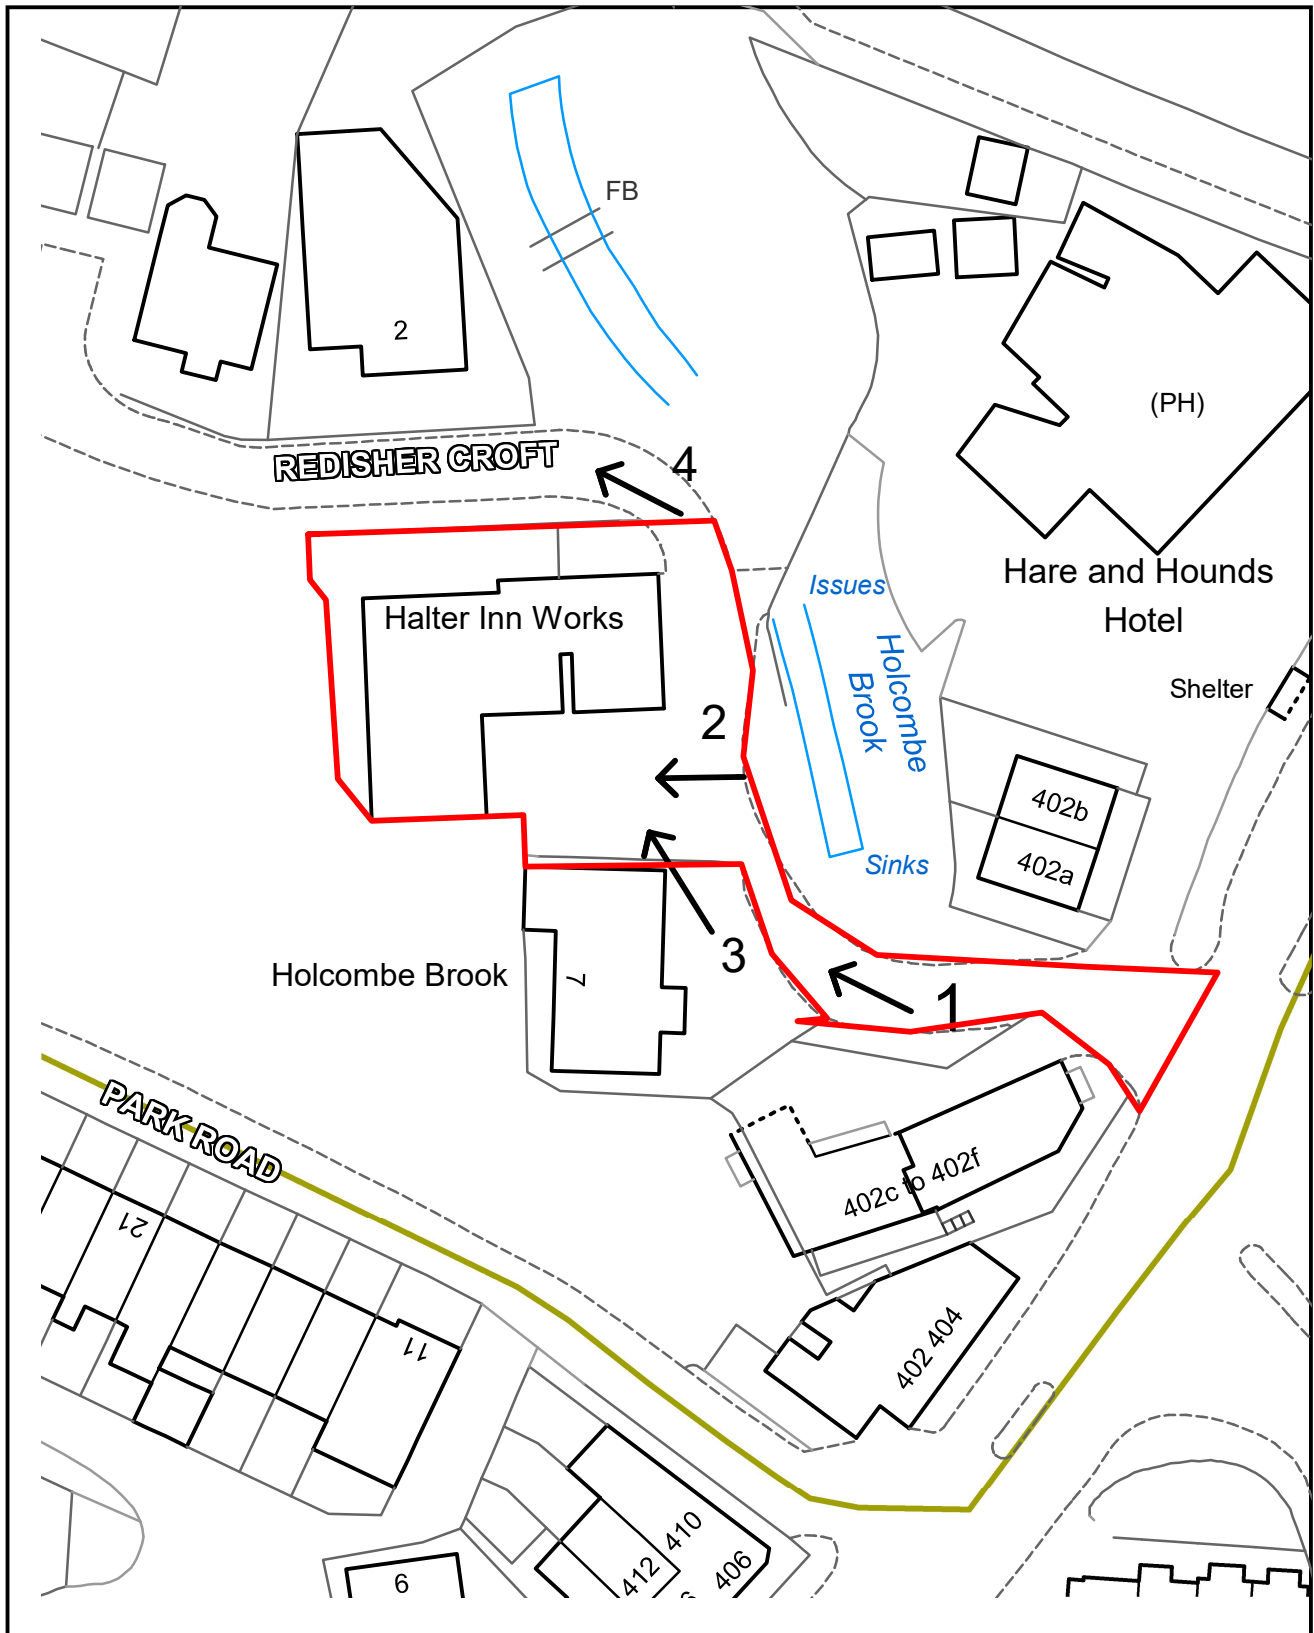 FB
2
(PH)
REDISHER CROFT
4
Hare and Hounds
Hotel
Issues
Halter Inn Works
Holcombe
Brook
Shelter
2
402b
402a
Sinks
3
Holcombe Brook
7
1
PARK ROAD
402c to 402f
21
11
402 404
410
412
406
6